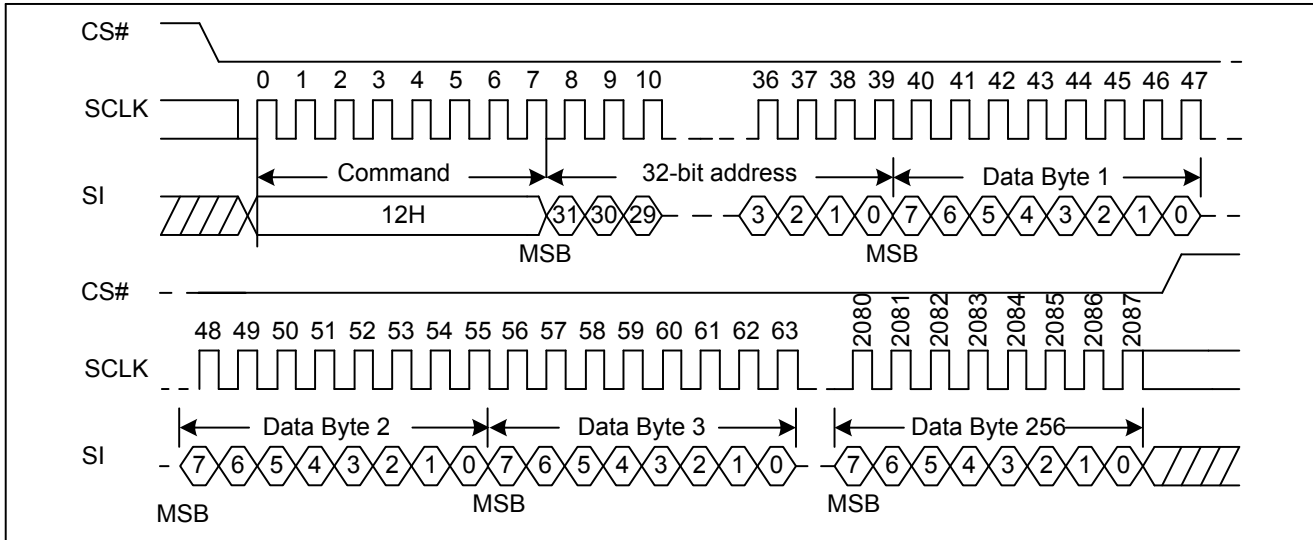 CS#
0 1 2 3 4 5 6 7 8 9 10 36 37 38 39 40 41 42 43 44 45 46 47
SCLK
Command 32-bit address Data Byte 1
SI
12H 31 30 29 3 2 1 0 7 6 5 4 3 2 1 0
MSB MSB
CS#
48 49 50 51 52 53 54 55 56 57 58 59 60 61 62 63 2080 2081 2082 2083 2084 2085 2086 2087
SCLK
Data Byte 2 Data Byte 3 Data Byte 256
SI
7 6 5 4 3 2 1 0 7 6 5 4 3 2 1 0 7 6 5 4 3 2 1 0
MSB MSB MSB